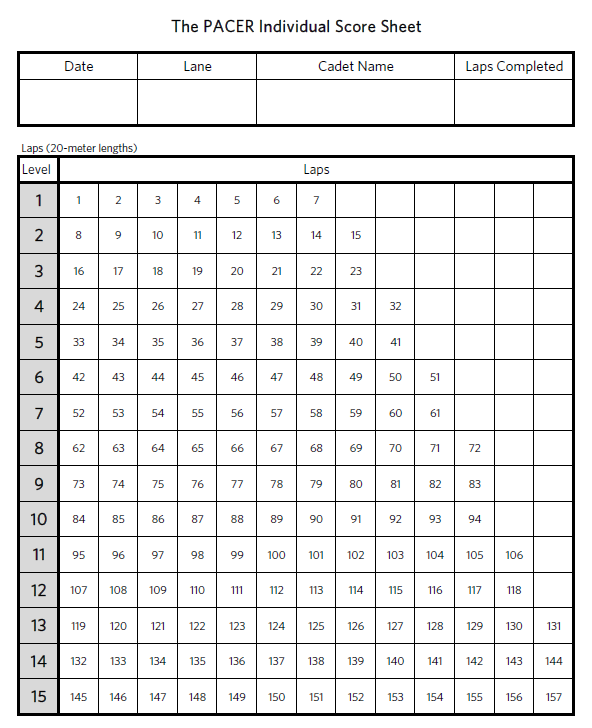 The PACER Individual Score Sheet
Date Lane Cadet Name Laps Completed
Laps (20-meter lengths)
Level Laps
1 1 2 3 4 5 6 7
2 8 9 10 11 12 13 14 15
3 16 17 18 19 20 21 22 23
4 24 25 26 27 28 29 30 31 32
5 33 34 35 36 37 38 39 40 41
6 42 43 44 45 46 47 48 49 50 51
7 52 53 54 55 56 57 58 59 60 61
8 62 63 64 65 66 67 68 69 70 71 72
9 73 74 75 76 77 78 79 80 81 82 83
10 84 85 86 87 88 89 90 91 92 93 94
11 95 96 97 98 99 100 101 102 103 104 105 106
12 107 108 109 110 111 112 113 114 115 116 117 118
13 119 120 121 122 123 124 125 126 127 128 129 130 131
14 132 133 134 135 136 137 138 139 140 141 142 143 144
15 145 146 147 148 149 150 151 152 153 154 155 156 157